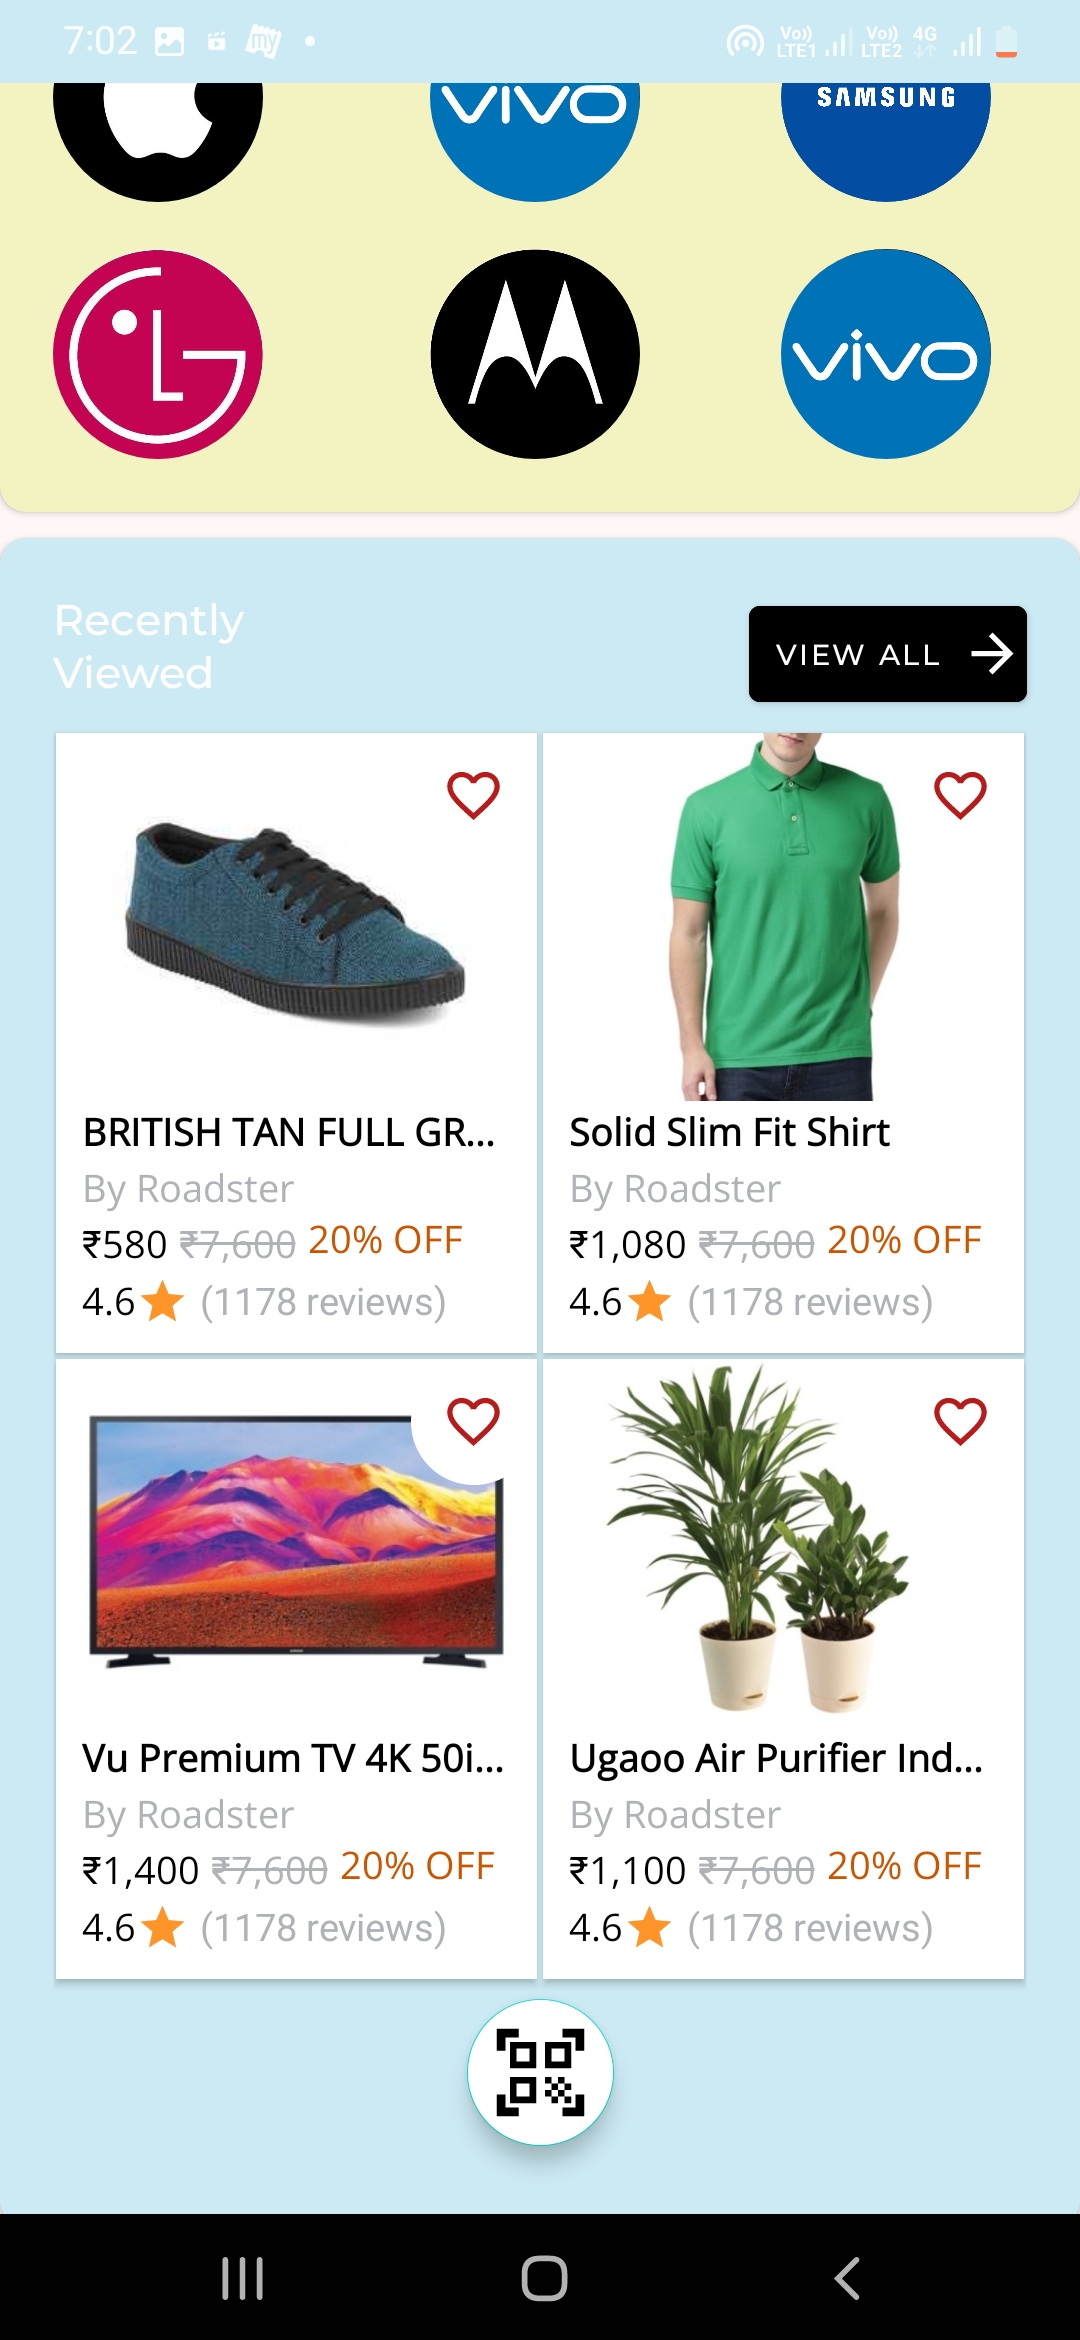 7:02
my
Vo))
LTE1
Vo))
LTE2
4G
vivo
SAMSUNG
LG
vivo
Recently
Viewed
VIEW ALL
BRITISH TAN FULL GR...
Solid Slim Fit Shirt
By Roadster
By Roadster
₹580 ₹7,600 20% OFF
₹1,080 ₹7,600 20% OFF
4.6 (1178 reviews)
4.6 (1178 reviews)
Vu Premium TV 4K 50i...
Ugaoo Air Purifier Ind...
By Roadster
By Roadster
₹1,400 ₹7,600 20% OFF
₹1,100 ₹7,600 20% OFF
4.6 (1178 reviews)
4.6 (1178 reviews)